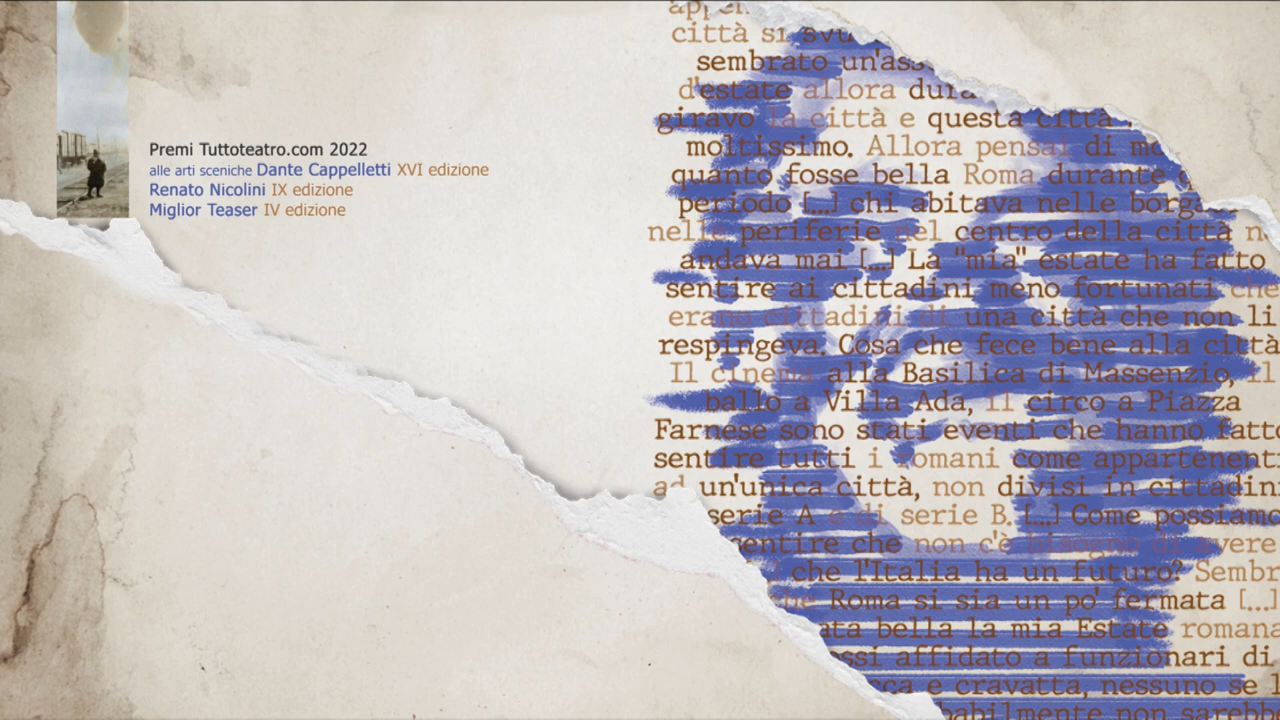 Premi Tuttoteatro.com 2022
alle arti sceniche Dante Cappelletti XVI edizione
Renato Nicolini IX edizione
Miglior Teaser IV edizione
città si
sembrato un'ass
d'estate allora dura
giravo la città e questa città
moltissimo. Allora pensai di mo
quanto fosse bella Roma durante q
periodo [...] chi abitava nelle borga
nelle periferie nel centro della città n
andava mai [...] La "mia" estate ha fatto
sentire ai cittadini meno fortunati che
erano cittadini di una città che non li
respingeva. Cosa che fece bene alla città
Il cinema alla Basilica di Massenzio, il
ballo a Villa Ada, il circo a Piazza
Farnese sono stati eventi che hanno fatto
sentire tutti i romani come appartenenti
ad un'unica città, non divisi in cittadini
serie A e di serie B. [...] Come possiamo
sentire che non c'è bisogno di avere
che l'Italia ha un futuro? Sembr
che Roma si sia un po' fermata [...]
ata bella la mia Estate romana
ssi affidato a funzionari di
cca e cravatta, nessuno se l
babilmente non sarebbe